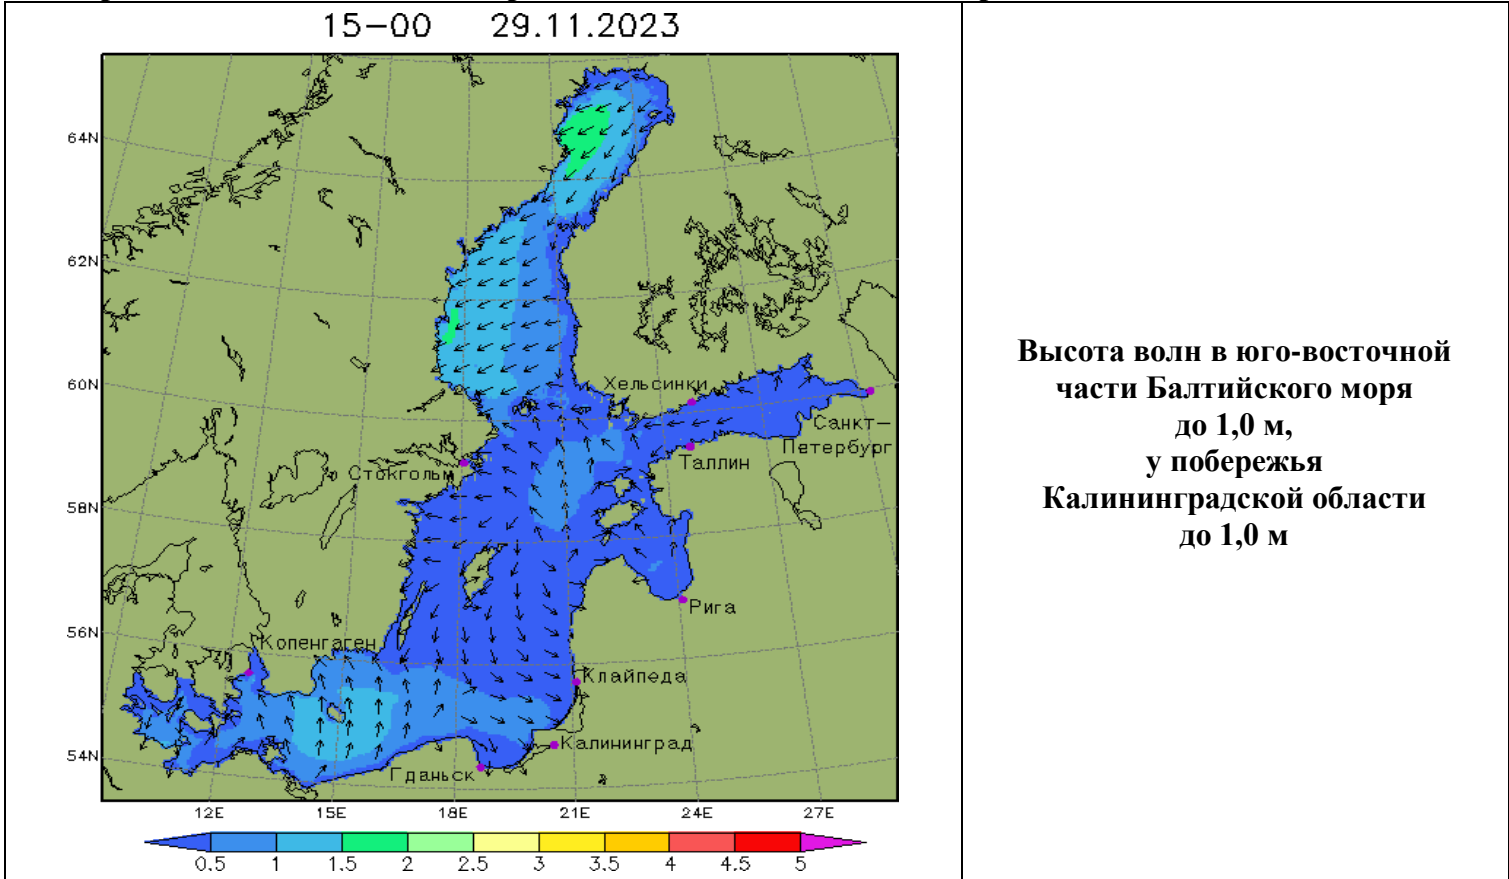 15-00 29.11.2023
64N
62N
60N
58N
56N
54N
Хельсинки
Санкт-
Петербург
Таллин
Стокгольм
Рига
Копенгаген
Клайпеда
Калининград
Гданьск
12E 15E 18E 21E 24E 27E
0.5 1 1.5 2 2.5 3 3.5 4 4.5 5
Высота волн в юго-восточной
части Балтийского моря
до 1,0 м,
у побережья
Калининградской области
до 1,0 м